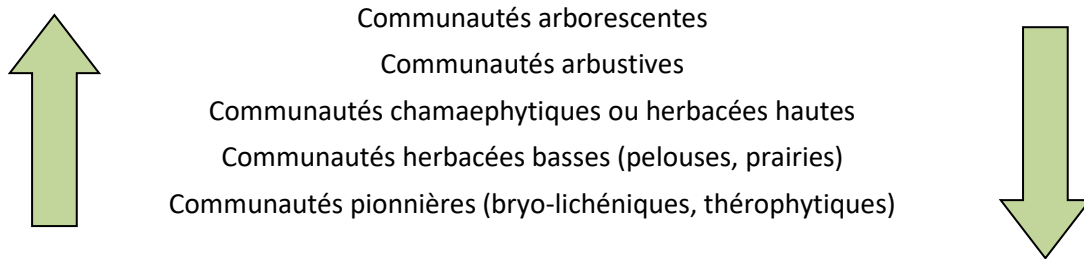 Communautés arborescentes
Communautés arbustives
Communautés chamaephytiques ou herbacées hautes
Communautés herbacées basses (pelouses, prairies)
Communautés pionnières (bryo-lichéniques, thérophytiques)